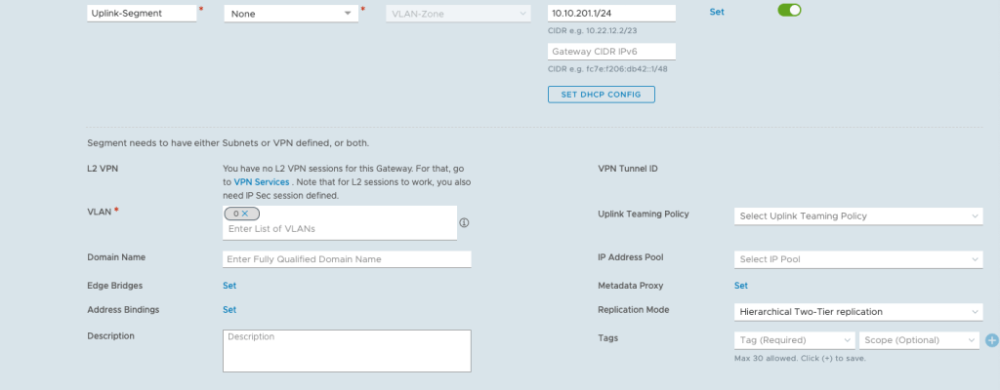 Uplink-Segment * None * VLAN-Zone 10.10.201.1/24 Set
CIDR e.g. 10.22.12.2/23
Gateway CIDR IPv6
CIDR e.g. fc7e:f206:db42::1/48
SET DHCP CONFIG
Segment needs to have either Subnets or VPN defined, or both.
L2 VPN
You have no L2 VPN sessions for this Gateway. For that, go
to VPN Services . Note that for L2 sessions to work, you also
need IP Sec session defined.
VPN Tunnel ID
VLAN *
0 ×
Enter List of VLANs
Uplink Teaming Policy Select Uplink Teaming Policy
Domain Name Enter Fully Qualified Domain Name
IP Address Pool Select IP Pool
Edge Bridges Set
Metadata Proxy Set
Address Bindings Set
Replication Mode Hierarchical Two-Tier replication
Description Description
Tags Tag (Required) Scope (Optional)
Max 30 allowed. Click (+) to save.